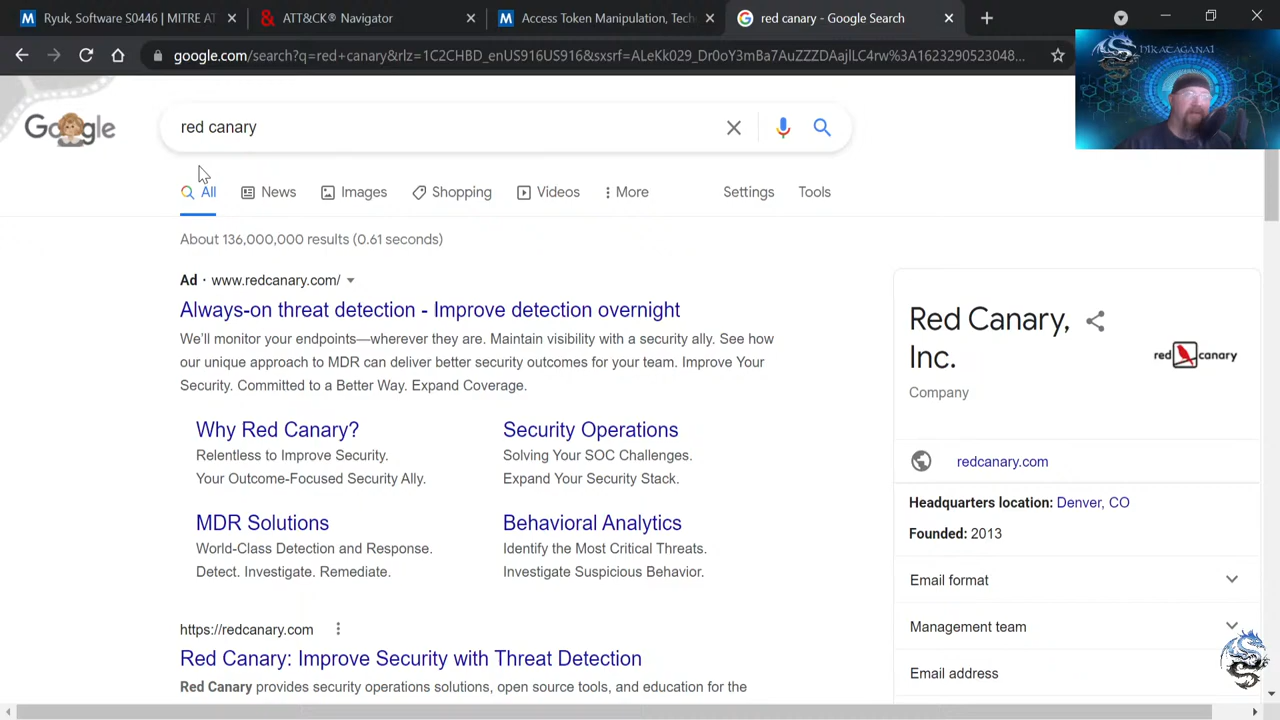 Ryuk, Software S0446 | MITRE AT
ATT&CK® Navigator
Access Token Manipulation, Tech
red canary - Google Search
google.com/search?q=red+canary&rlz=1C2CHBD_enUS916US916&sxsrf=ALeKk029_Dr0oY3mBa7AuZZZDAajlLC4rw%3A1623290523048...
HIKATAGANAI
Google
red canary
All
News
Images
Shopping
Videos
More
Settings
Tools
About 136,000,000 results (0.61 seconds)
Ad · www.redcanary.com/
Always-on threat detection - Improve detection overnight
We'll monitor your endpoints—wherever they are. Maintain visibility with a security ally. See how
our unique approach to MDR can deliver better security outcomes for your team. Improve Your
Security. Committed to a Better Way. Expand Coverage.
Why Red Canary?
Relentless to Improve Security.
Your Outcome-Focused Security Ally.
Security Operations
Solving Your SOC Challenges.
Expand Your Security Stack.
MDR Solutions
World-Class Detection and Response.
Detect. Investigate. Remediate.
Behavioral Analytics
Identify the Most Critical Threats.
Investigate Suspicious Behavior.
https://redcanary.com
Red Canary: Improve Security with Threat Detection
Red Canary provides security operations solutions, open source tools, and education for the
Red Canary,
Inc.
red canary
Company
redcanary.com
Headquarters location: Denver, CO
Founded: 2013
Email format
Management team
Email address